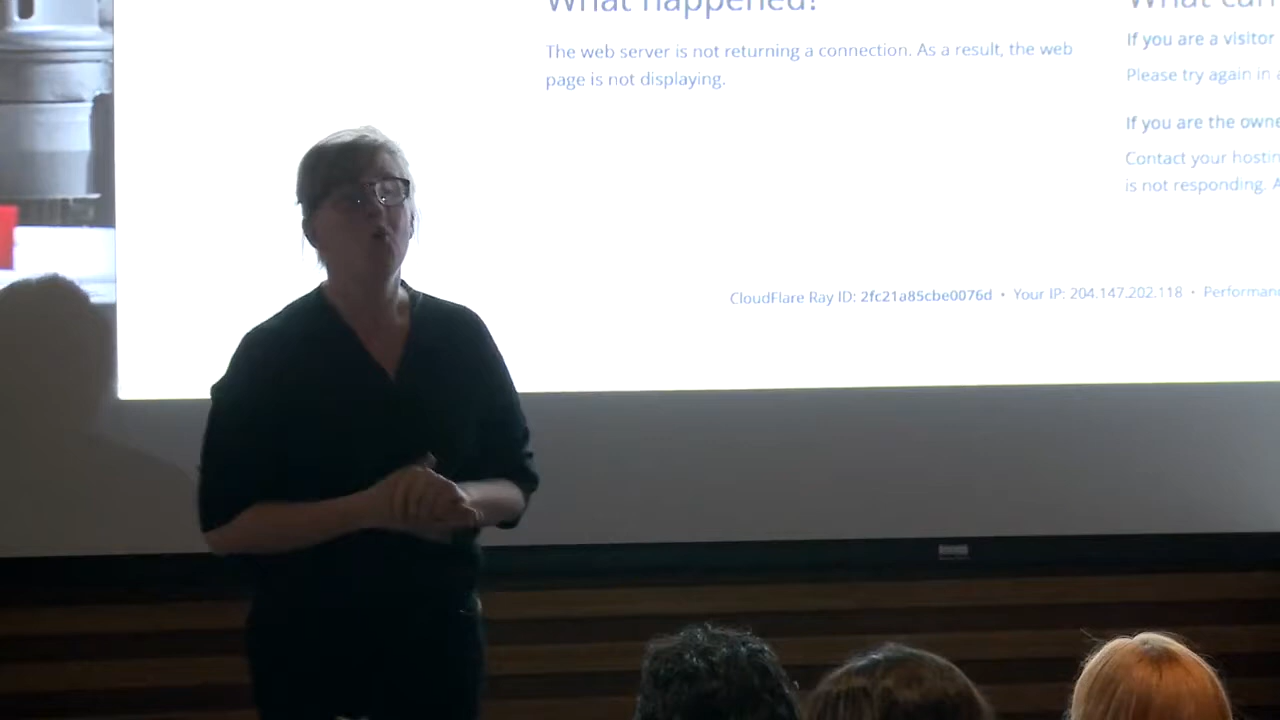 What happened?
The web server is not returning a connection. As a result, the web
page is not displaying.
If you are a visitor
Please try again in a
If you are the owne
Contact your hostin
is not responding. A
CloudFlare Ray ID: 2fc21a85cbe0076d • Your IP: 204.147.202.118 • Performan